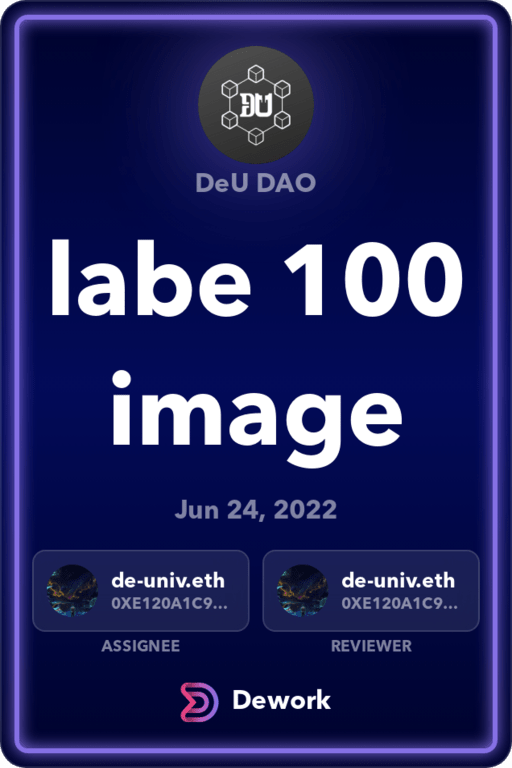 DU
DeU DAO
labe 100
image
Jun 24, 2022
de-univ.eth
0XE120A1C9...
ASSIGNEE
de-univ.eth
0XE120A1C9...
REVIEWER
Dework